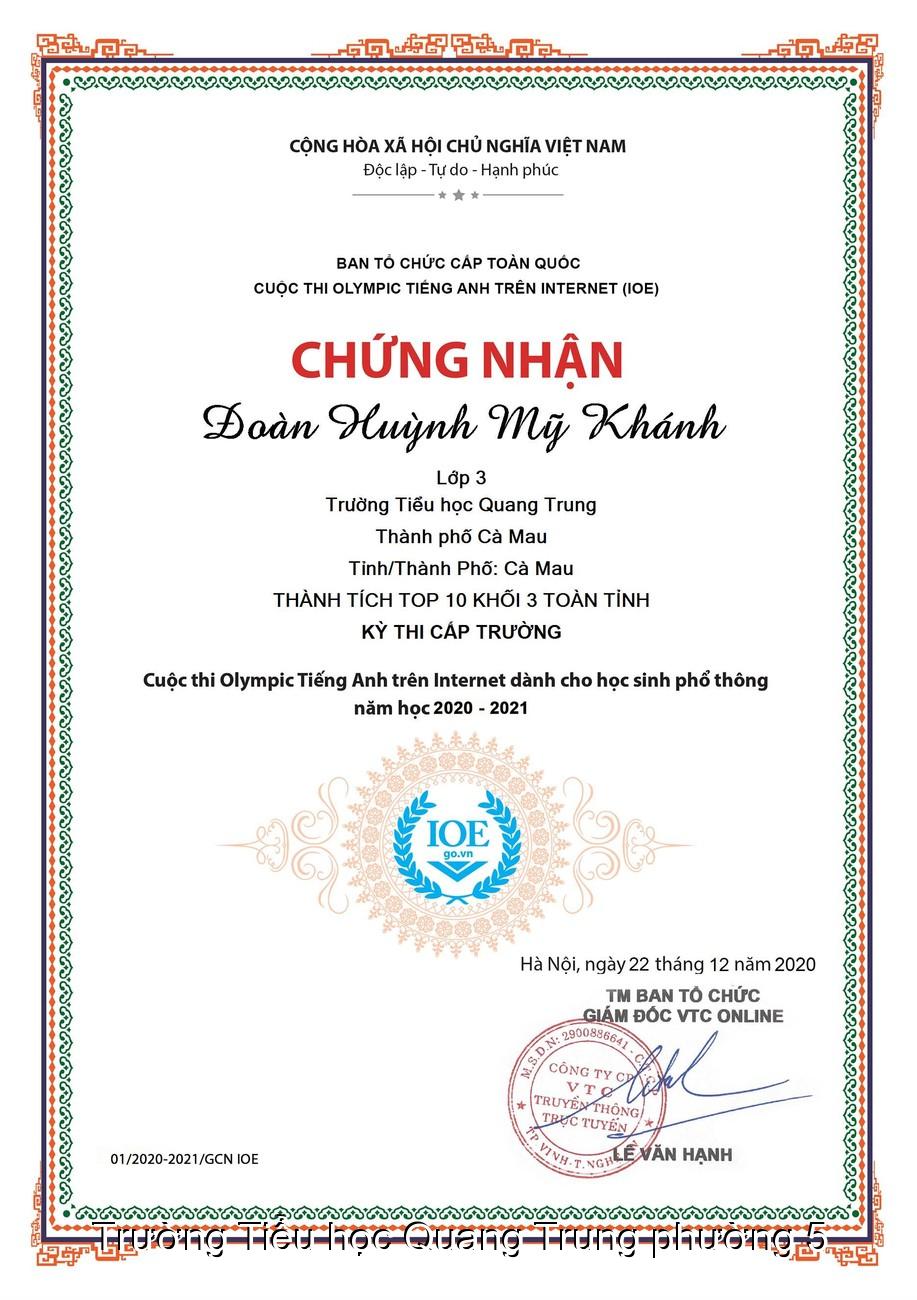 CỘNG HÒA XÃ HỘI CHỦ NGHĨA VIỆT NAM
Độc lập - Tự do - Hạnh phúc
BAN TỔ CHỨC CẤP TOÀN QUỐC
CUỘC THI OLYMPIC TIẾNG ANH TRÊN INTERNET (IOE)
CHỨNG NHẬN
Đoàn Huỳnh Mỹ Khánh
Lớp 3
Trường Tiểu học Quang Trung
Thành phố Cà Mau
Tỉnh/Thành Phố: Cà Mau
THÀNH TÍCH TOP 10 KHỐI 3 TOÀN TỈNH
KỲ THI CẤP TRƯỜNG
Cuộc thi Olympic Tiếng Anh trên Internet dành cho học sinh phổ thông
năm học 2020 - 2021
IOE
go.vn
Hà Nội, ngày 22 tháng 12 năm 2020
TM BAN TỔ CHỨC
GIÁM ĐỐC VTC ONLINE
M.S.D.N: 2900886641 - C.T.C.P
CÔNG TY CP
VTC
TRUYỀN THÔNG
TRỰC TUYẾN
TP VINH-T.NGHỆ AN
LÊ VĂN HẠNH
01/2020-2021/GCN IOE
Trường Tiểu học Quang Trung phường 5